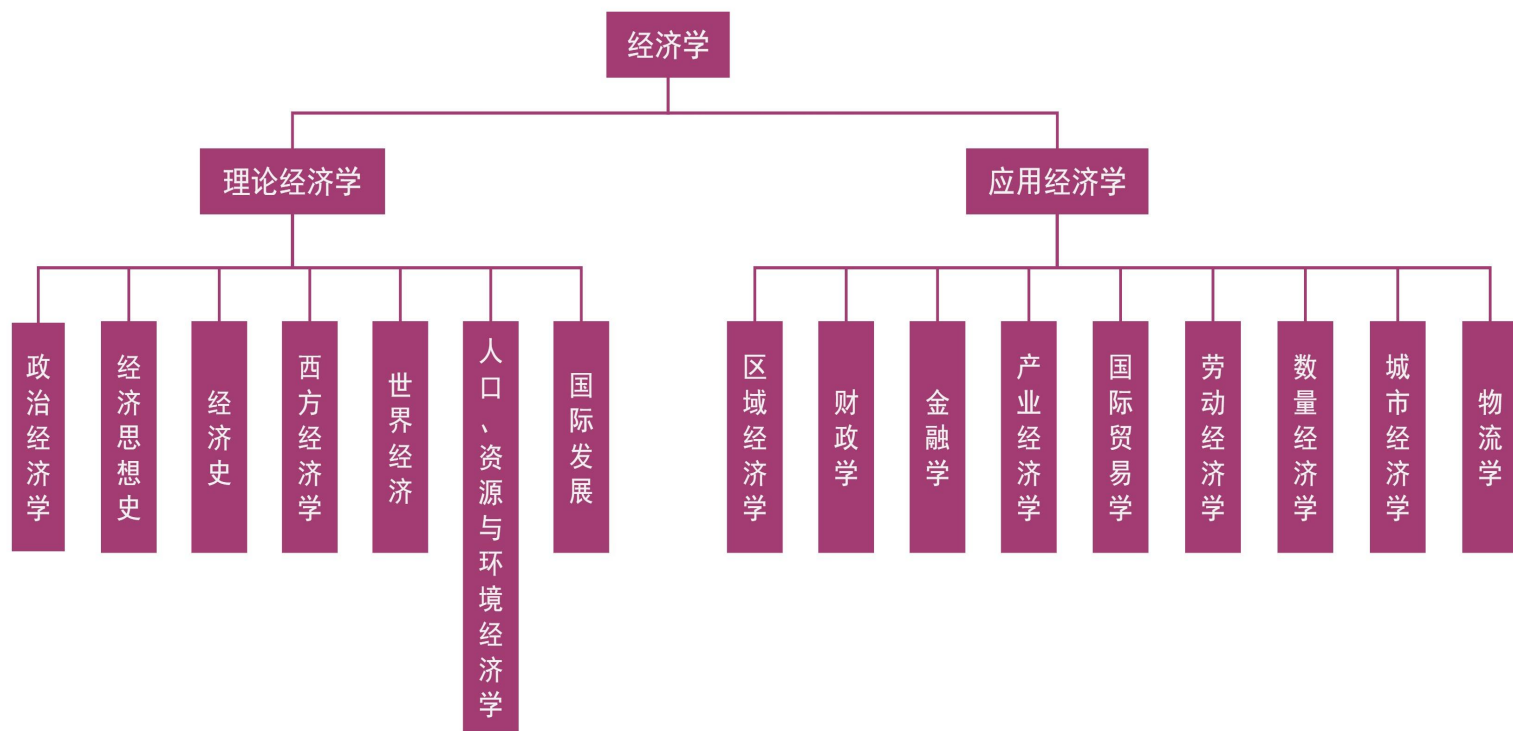 经济学
理论经济学
应用经济学
政治经济学
经济思想史
经济史
西方经济学
世界经济
人口、资源与环境经济学
国际发展
区域经济学
财政学
金融学
产业经济学
国际贸易学
劳动经济学
数量经济学
城市经济学
物流学